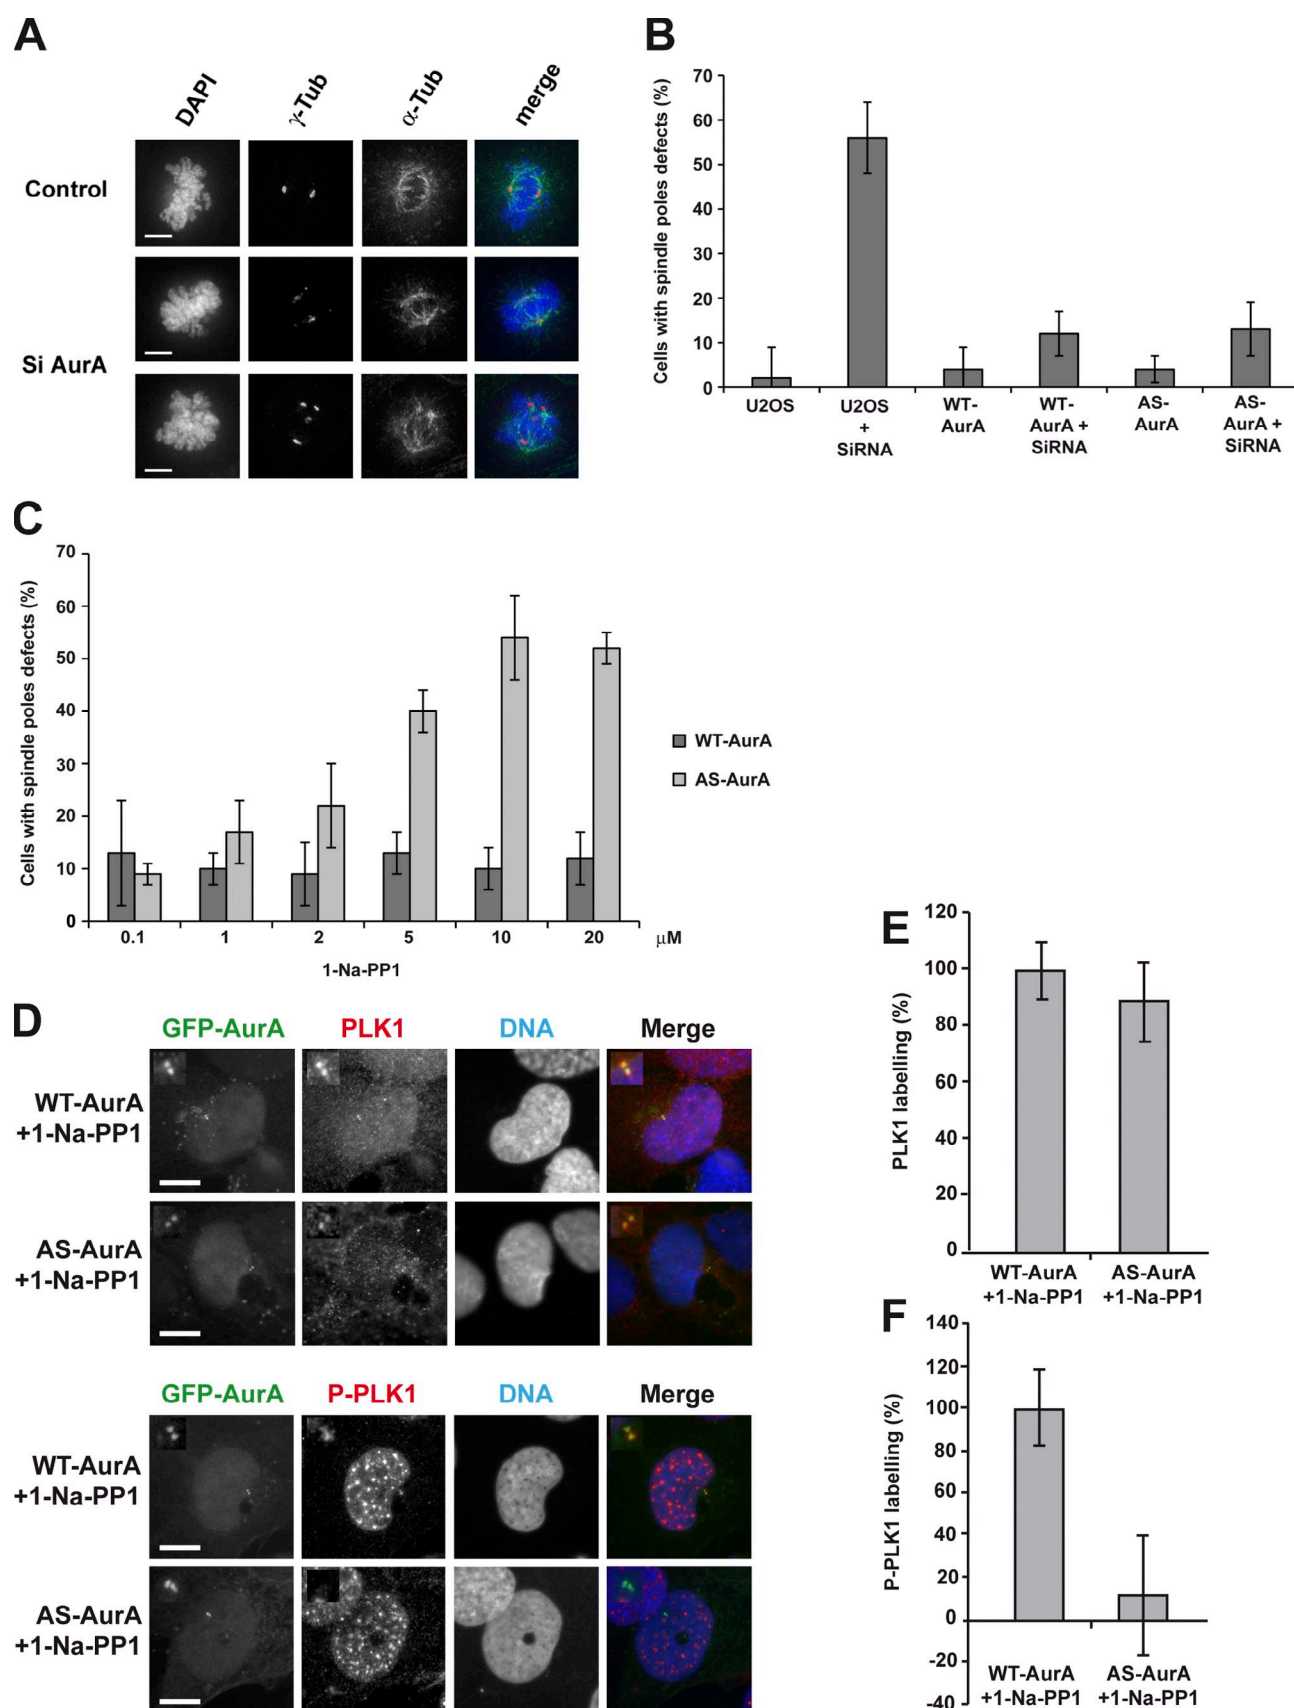 A
DAPI
γ-Tub
α-Tub
merge
Control
Si AurA
B
Cells with spindle poles defects (%)
70
60
50
40
30
20
10
0
U2OS
U2OS
+
SiRNA
WT-
AurA
WT-
AurA +
SiRNA
AS-
AurA
AS-
AurA +
SiRNA
C
Cells with spindle poles defects (%)
70
60
50
40
30
20
10
0
0.1
1
2
5
10
20
μM
1-Na-PP1
WT-AurA
AS-AurA
D
GFP-AurA
PLK1
DNA
Merge
WT-AurA
+1-Na-PP1
AS-AurA
+1-Na-PP1
GFP-AurA
P-PLK1
DNA
Merge
WT-AurA
+1-Na-PP1
AS-AurA
+1-Na-PP1
E
PLK1 labelling (%)
120
100
80
60
40
20
0
WT-AurA
+1-Na-PP1
AS-AurA
+1-Na-PP1
F
P-PLK1 labelling (%)
140
120
100
80
60
40
20
0
-20
-40
WT-AurA
+1-Na-PP1
AS-AurA
+1-Na-PP1